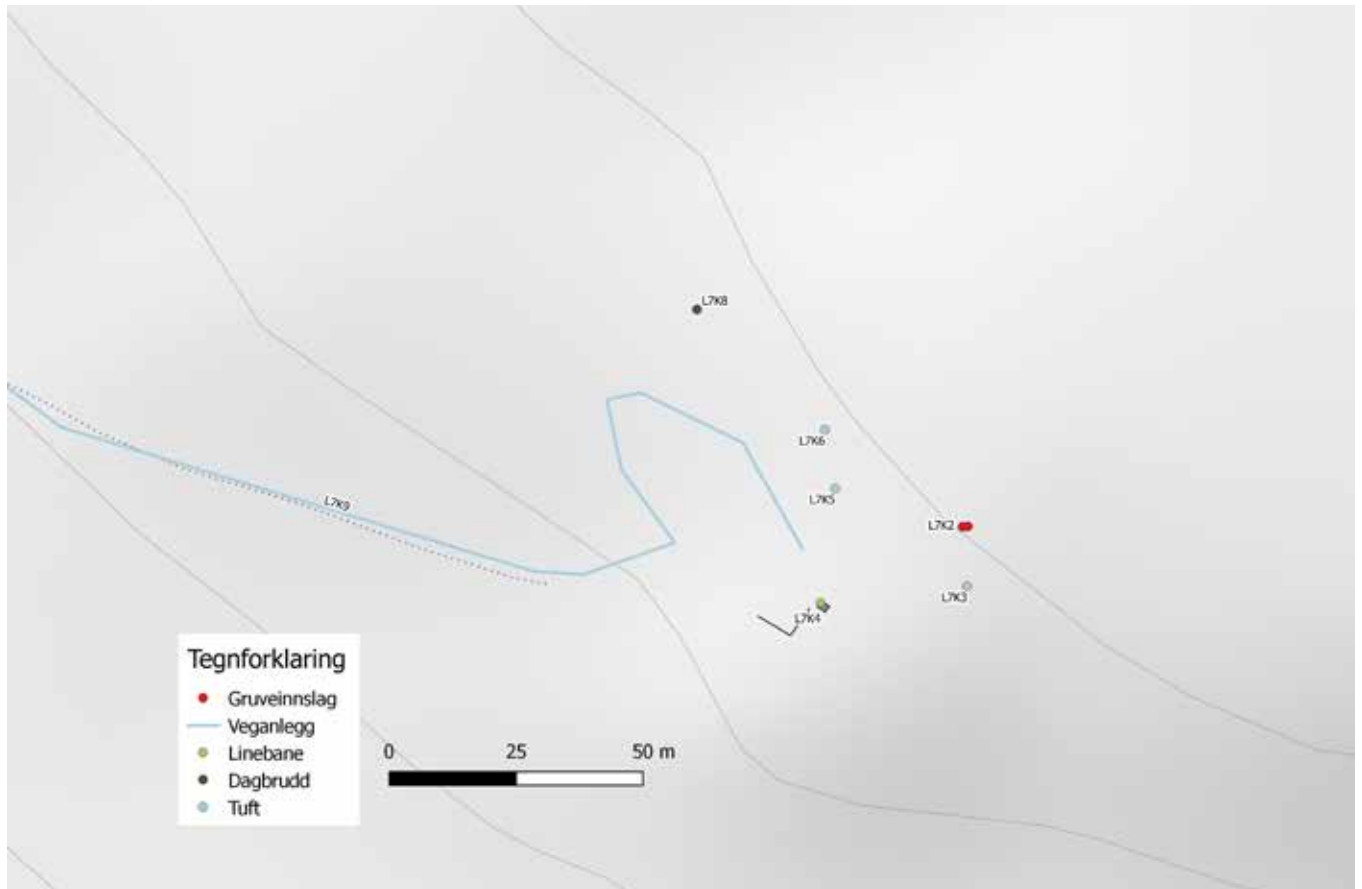 L7K8
L7K6
L7K5
L7K9
L7K2
L7K3
L7K4
Tegnforklaring
Gruveinnslag
Veganlegg
Linebane
Dagbrudd
Tuft
0 25 50 m